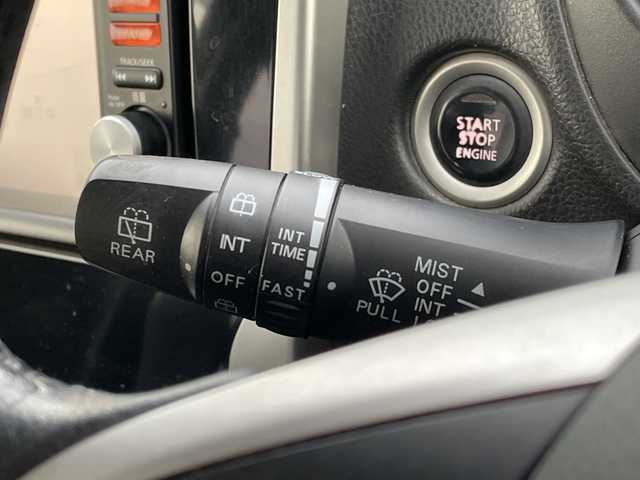 TRACK/SEEK
START
STOP
ENGINE
REAR
INT
OFF
INT
TIME
FAST
PULL
MIST
OFF
INT